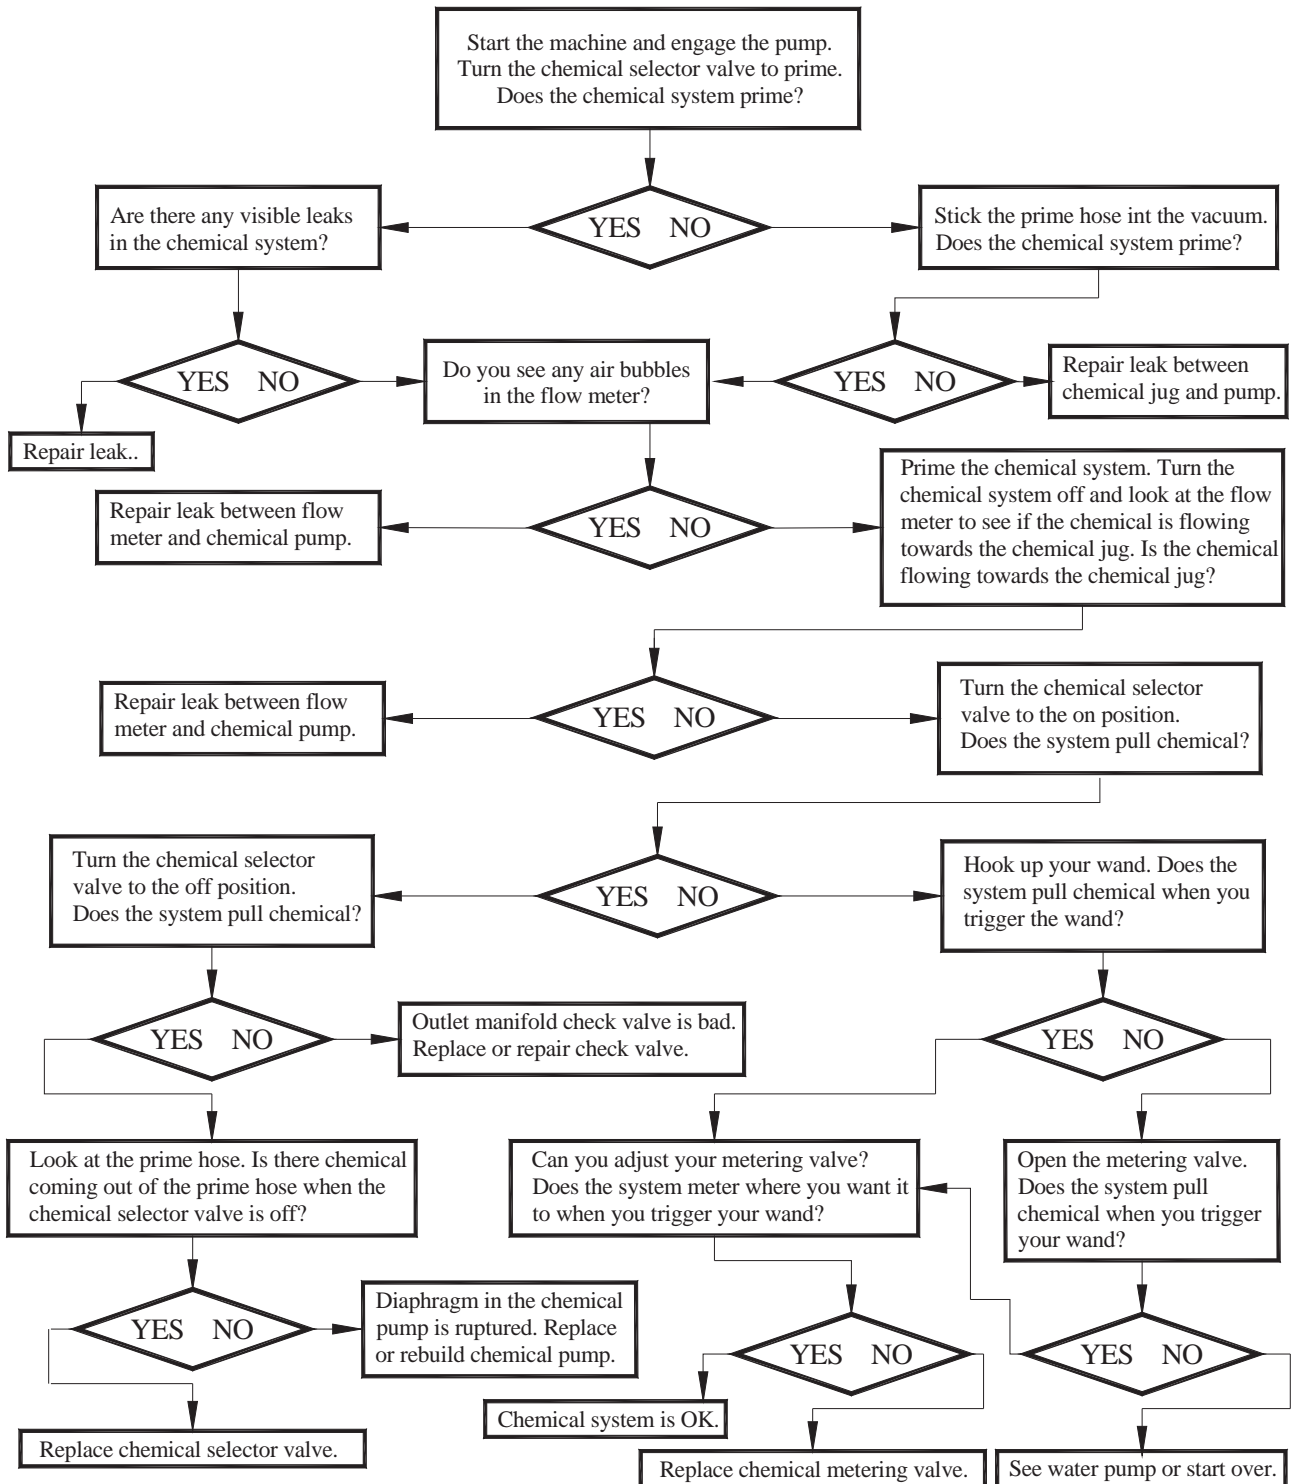 Start the machine and engage the pump.
Turn the chemical selector valve to prime.
Does the chemical system prime?
Are there any visible leaks
in the chemical system?
YES NO
Stick the prime hose int the vacuum.
Does the chemical system prime?
YES NO
Do you see any air bubbles
in the flow meter?
YES NO
Repair leak between
chemical jug and pump.
Repair leak..
Repair leak between flow
meter and chemical pump.
YES NO
Prime the chemical system. Turn the
chemical system off and look at the flow
meter to see if the chemical is flowing
towards the chemical jug. Is the chemical
flowing towards the chemical jug?
Repair leak between flow
meter and chemical pump.
YES NO
Turn the chemical selector
valve to the on position.
Does the system pull chemical?
Turn the chemical selector
valve to the off position.
Does the system pull chemical?
YES NO
Hook up your wand. Does the
system pull chemical when you
trigger the wand?
YES NO
Outlet manifold check valve is bad.
Replace or repair check valve.
YES NO
Look at the prime hose. Is there chemical
coming out of the prime hose when the
chemical selector valve is off?
Can you adjust your metering valve?
Does the system meter where you want it
to when you trigger your wand?
Open the metering valve.
Does the system pull
chemical when you trigger
your wand?
YES NO
Diaphragm in the chemical
pump is ruptured. Replace
or rebuild chemical pump.
YES NO
YES NO
Chemical system is OK.
Replace chemical selector valve.
Replace chemical metering valve.
See water pump or start over.